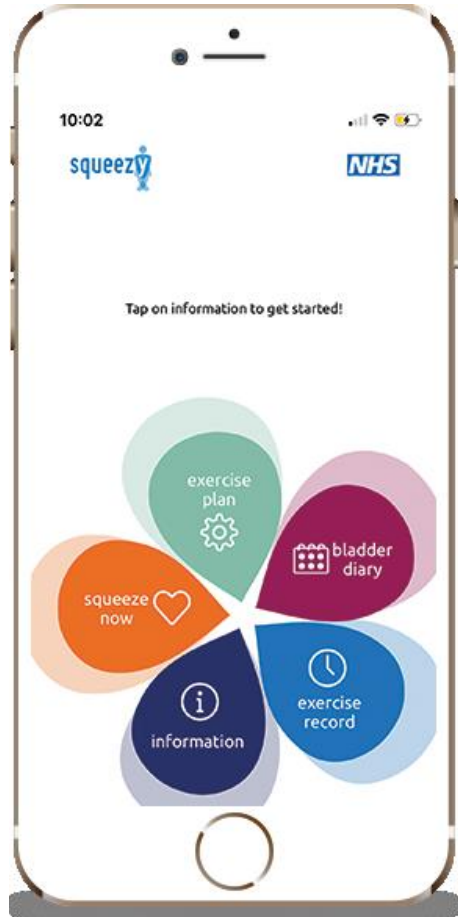 10:02
squeezy
NHS
Tap on information to get started!
exercise
plan
bladder
diary
squeeze
now
exercise
record
information